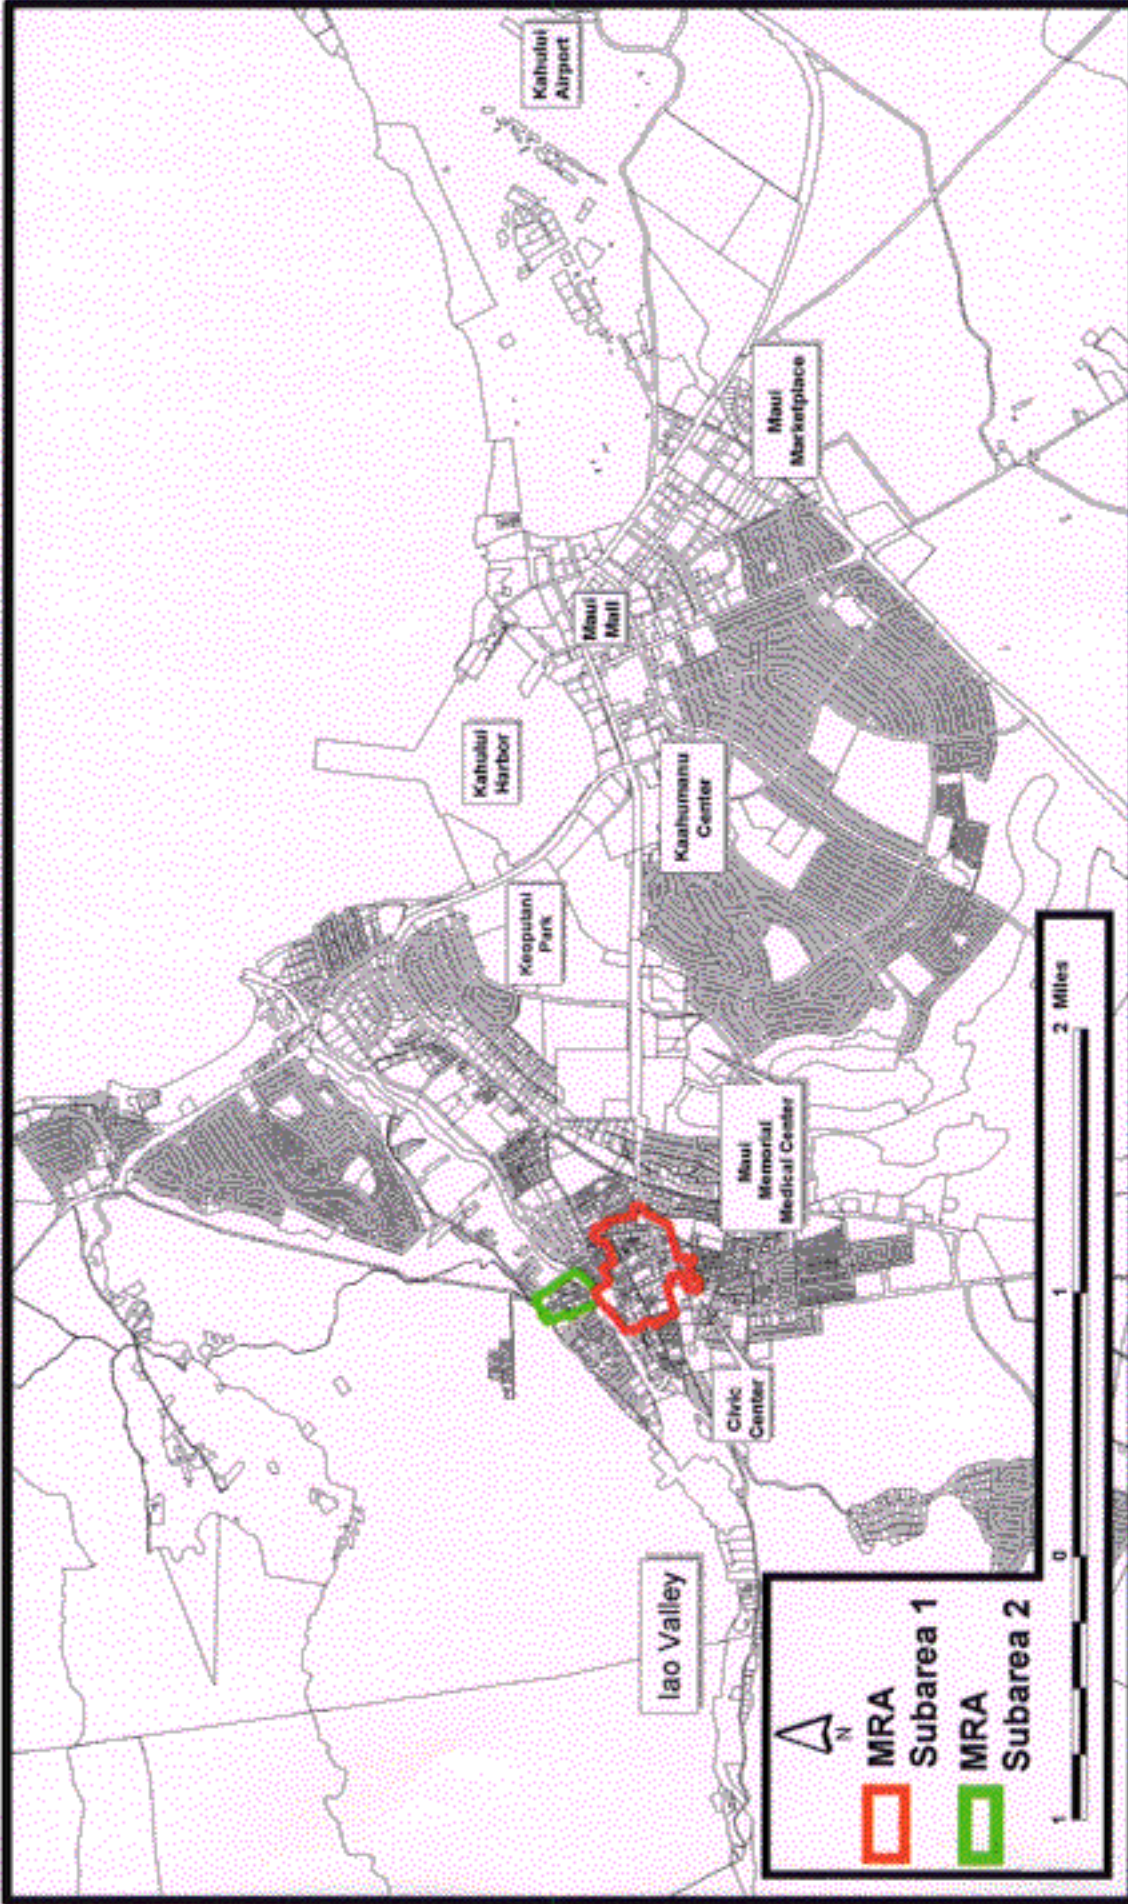 Kahului
Airport
Kahului
Harbor
Keopulani
Park
Maui
Mall
Maui
Marketplace
Kaahumanu
Center
Maui
Memorial
Medical Center
Civic
Center
Iao Valley
N
MRA
Subarea 1
MRA
Subarea 2
1 0 1 2 Miles